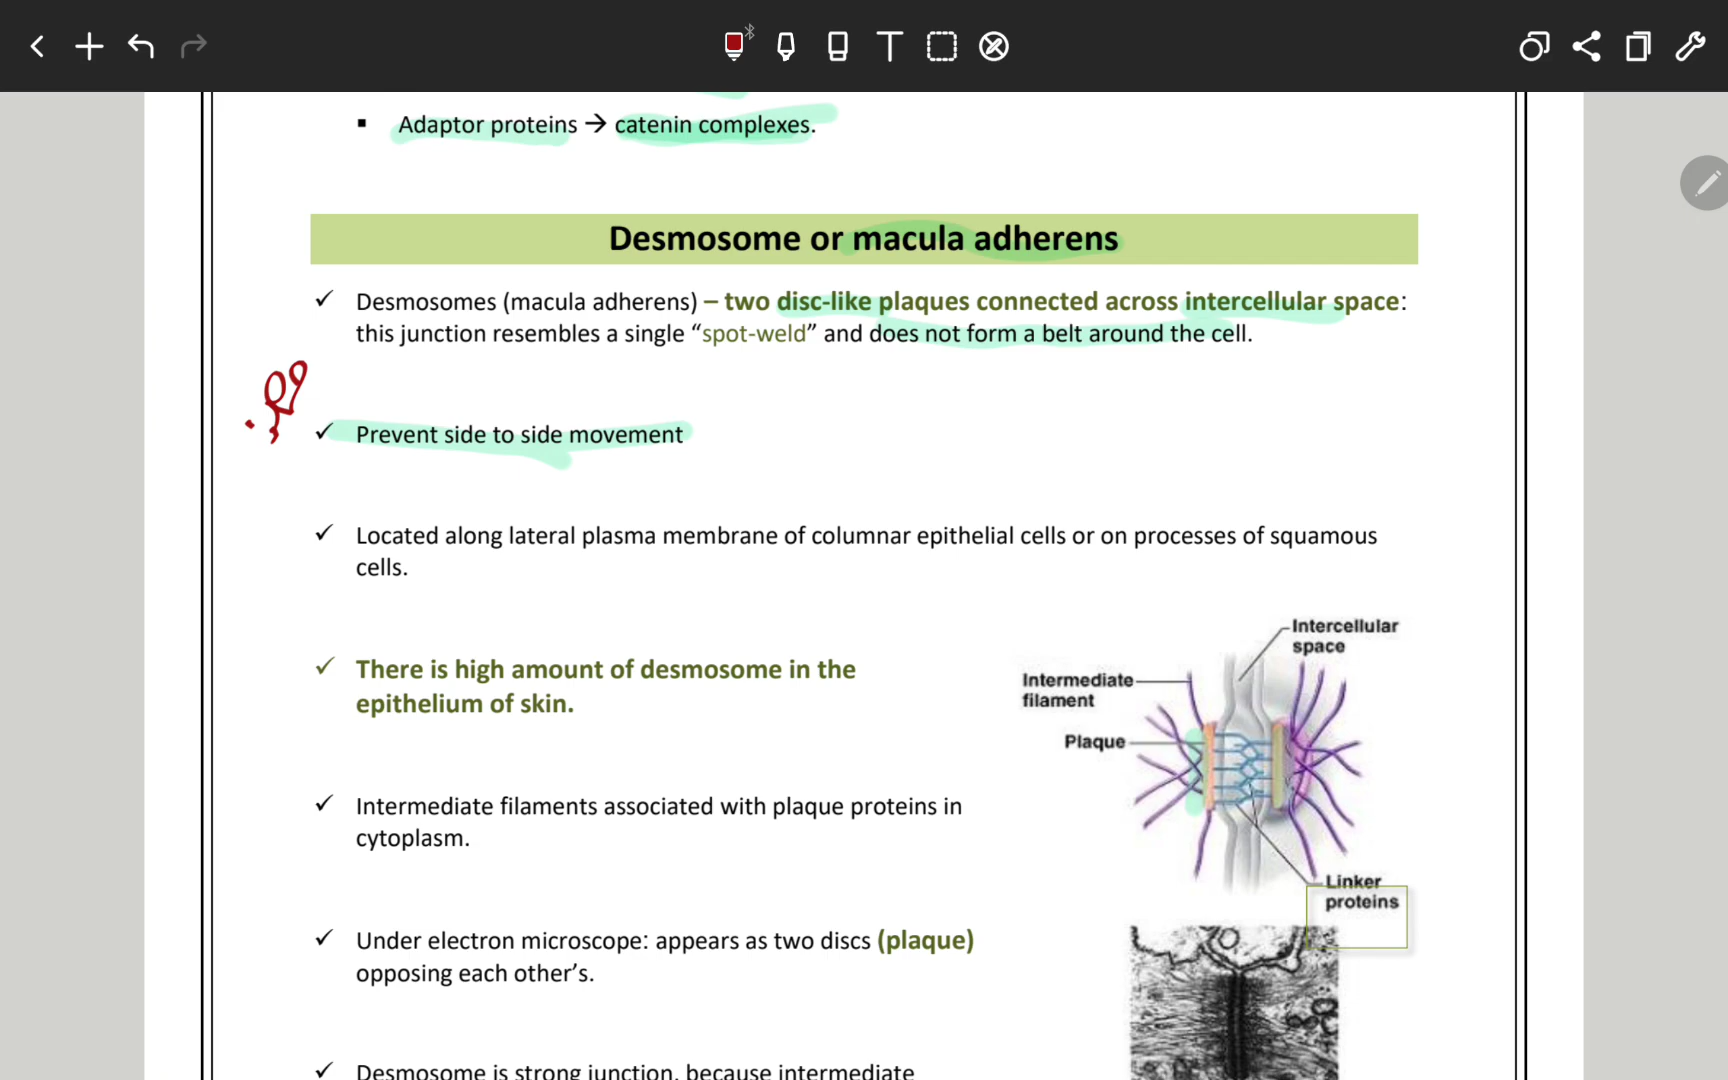 Adaptor proteins → catenin complexes.
Desmosome or macula adherens
Desmosomes (macula adherens) – two disc-like plaques connected across intercellular space:
this junction resembles a single “spot-weld” and does not form a belt around the cell.
Prevent side to side movement
Located along lateral plasma membrane of columnar epithelial cells or on processes of squamous
cells.
There is high amount of desmosome in the
epithelium of skin.
Intermediate filaments associated with plaque proteins in
cytoplasm.
Under electron microscope: appears as two discs (plaque)
opposing each other’s.
Desmosome is strong junction, because intermediate
Intercellular
space
Intermediate
filament
Plaque
Linker
proteins